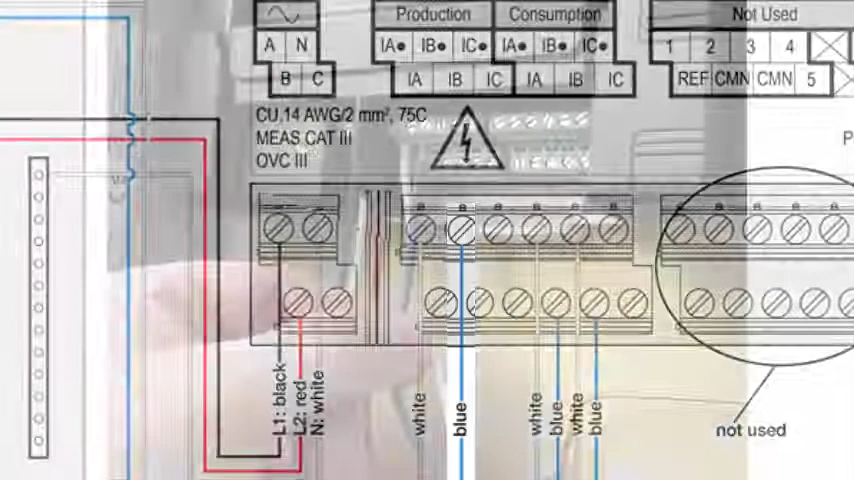 Production Consumption Not Used
A N IA● IB● IC● IA● IB● IC● 1 2 3 4
B C IA IB IC IA IB IC REF CMN CMN 5
CU,14 AWG/2 mm², 75C
MEAS CAT III
OVC III
P
L1: black
L2: red
N: white
white
blue
white
blue
white
blue
not used